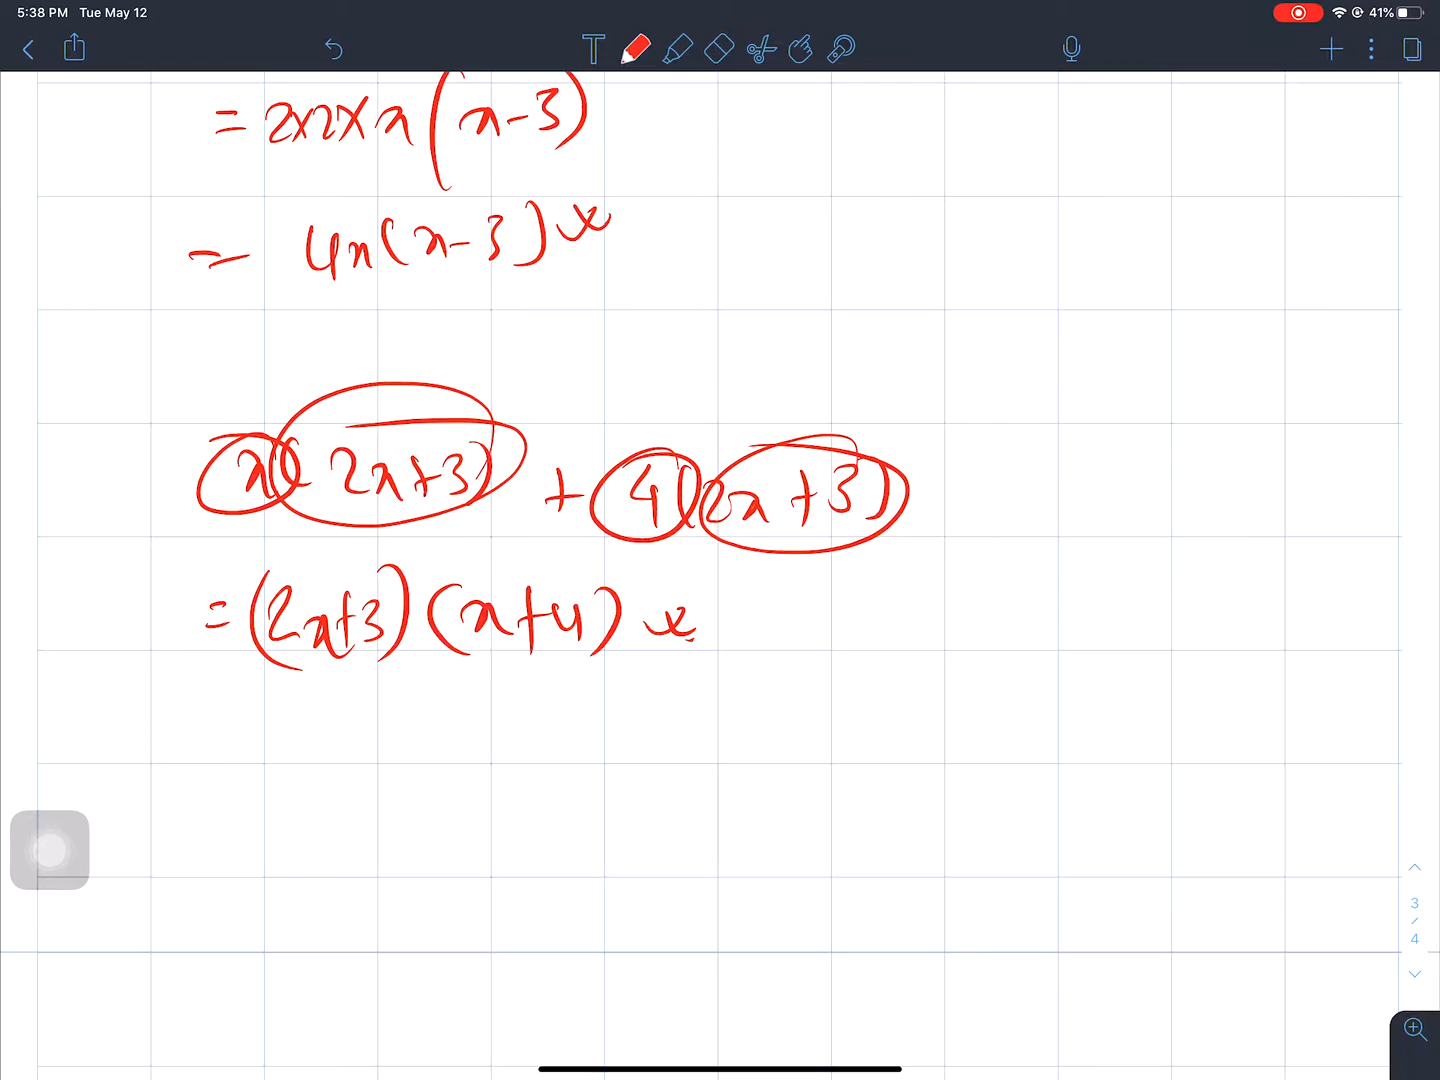 5:38 PM Tue May 12 41%
= 2x2x x (x-3)
= 4x(x-3)
x(2x+3) + 4(2x+3)
= (2x+3)(x+4)
3
/
4